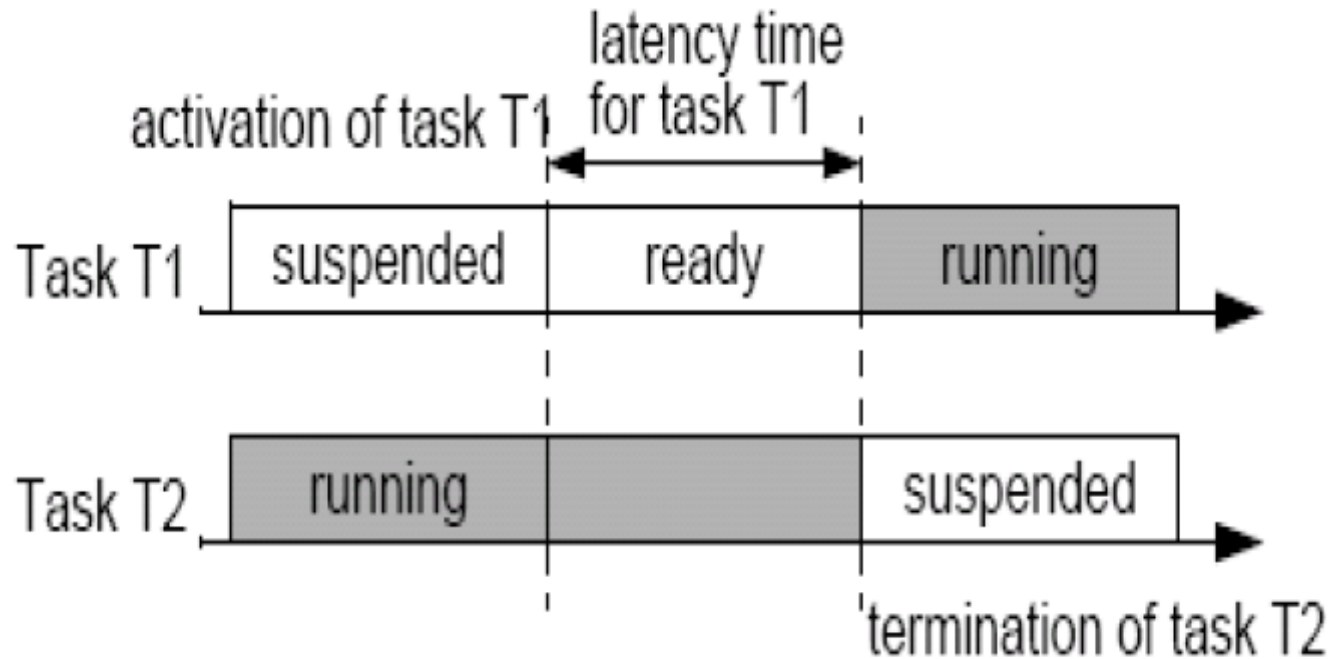 latency time
activation of task T1 for task T1
Task T1 suspended ready running
Task T2 running suspended
termination of task T2